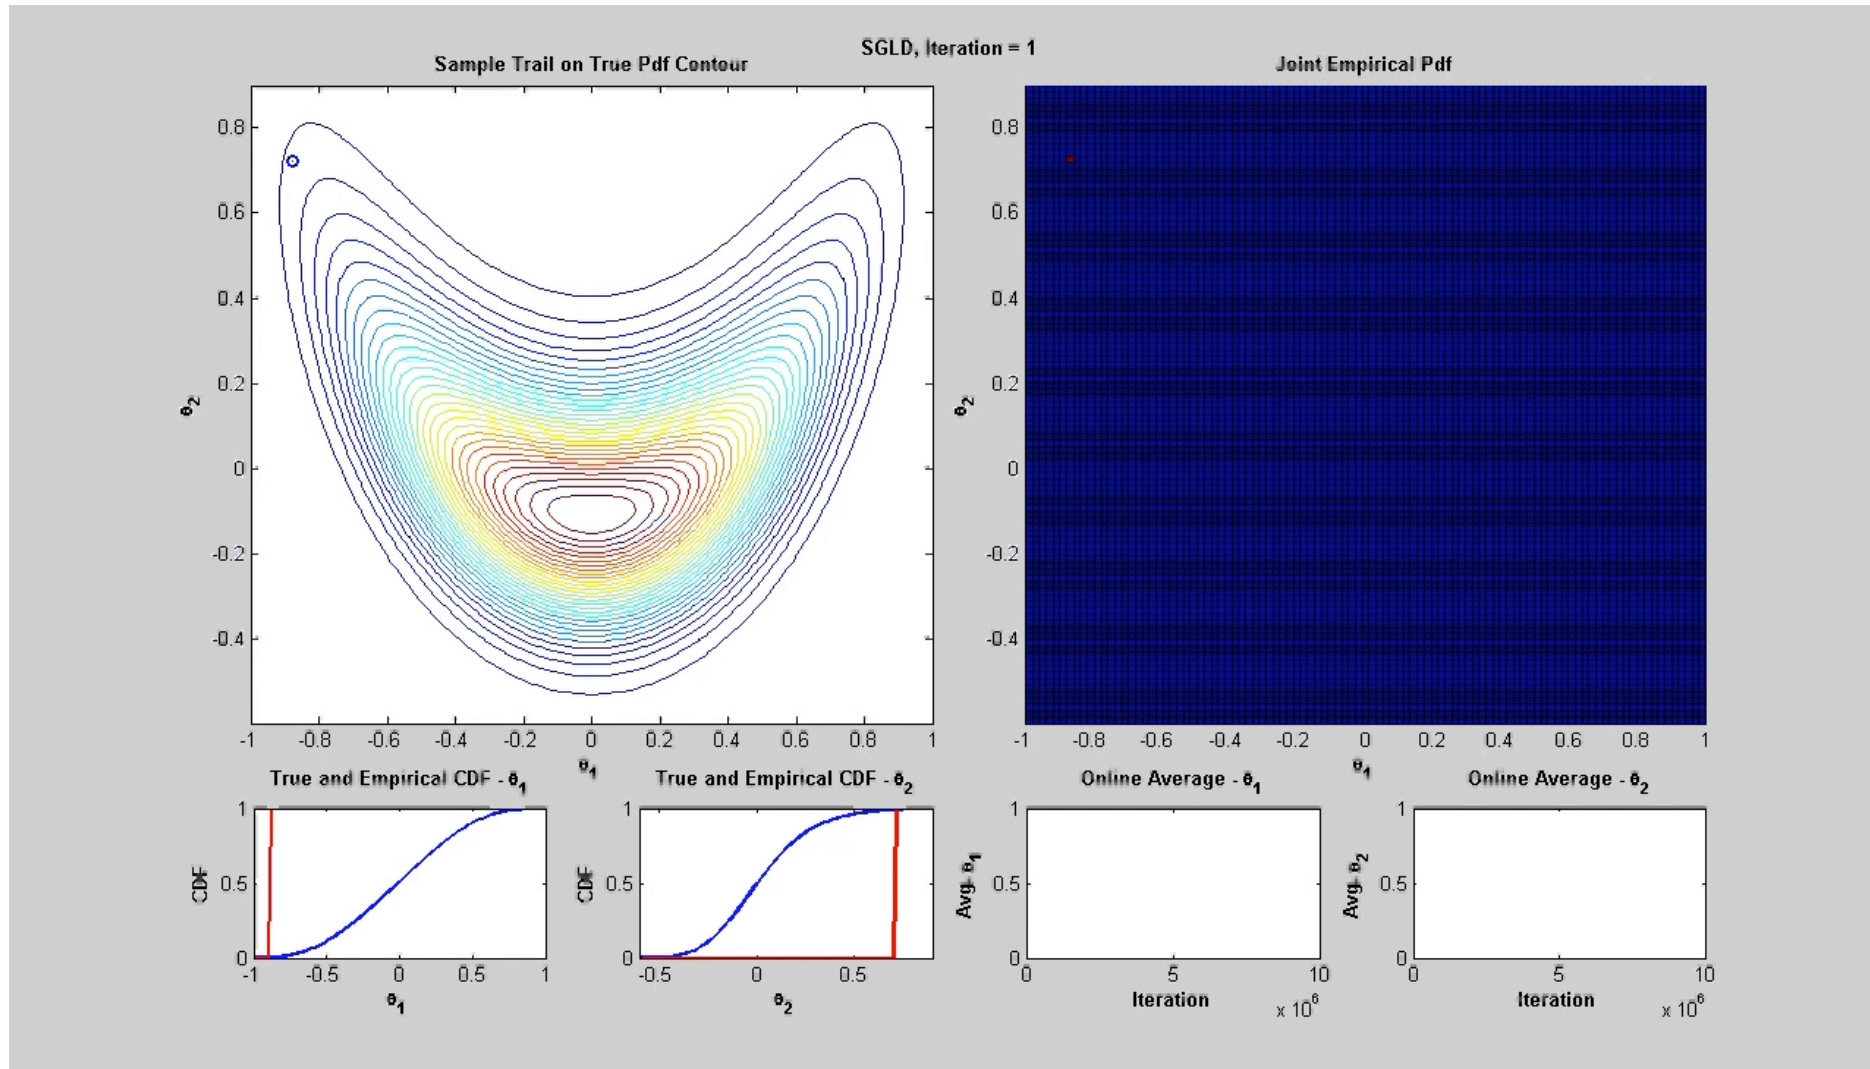 SGLD, Iteration = 1
Sample Trail on True Pdf Contour
Joint Empirical Pdf
0.8
0.6
0.4
0.2
0
-0.2
-0.4
θ2
-1 -0.8 -0.6 -0.4 -0.2 0 0.2 0.4 0.6 0.8 1
θ1
0.8
0.6
0.4
0.2
0
-0.2
-0.4
θ2
-1 -0.8 -0.6 -0.4 -0.2 0 0.2 0.4 0.6 0.8 1
θ1
True and Empirical CDF - θ1
1
0.5
0
CDF
-1 -0.5 0 0.5 1
θ1
True and Empirical CDF - θ2
1
0.5
0
CDF
-0.5 0 0.5
θ2
Online Average - θ1
1
0.5
0
Avg. θ1
0 5 10
Iteration
x 10^6
Online Average - θ2
1
0.5
0
Avg. θ2
0 5 10
Iteration
x 10^6